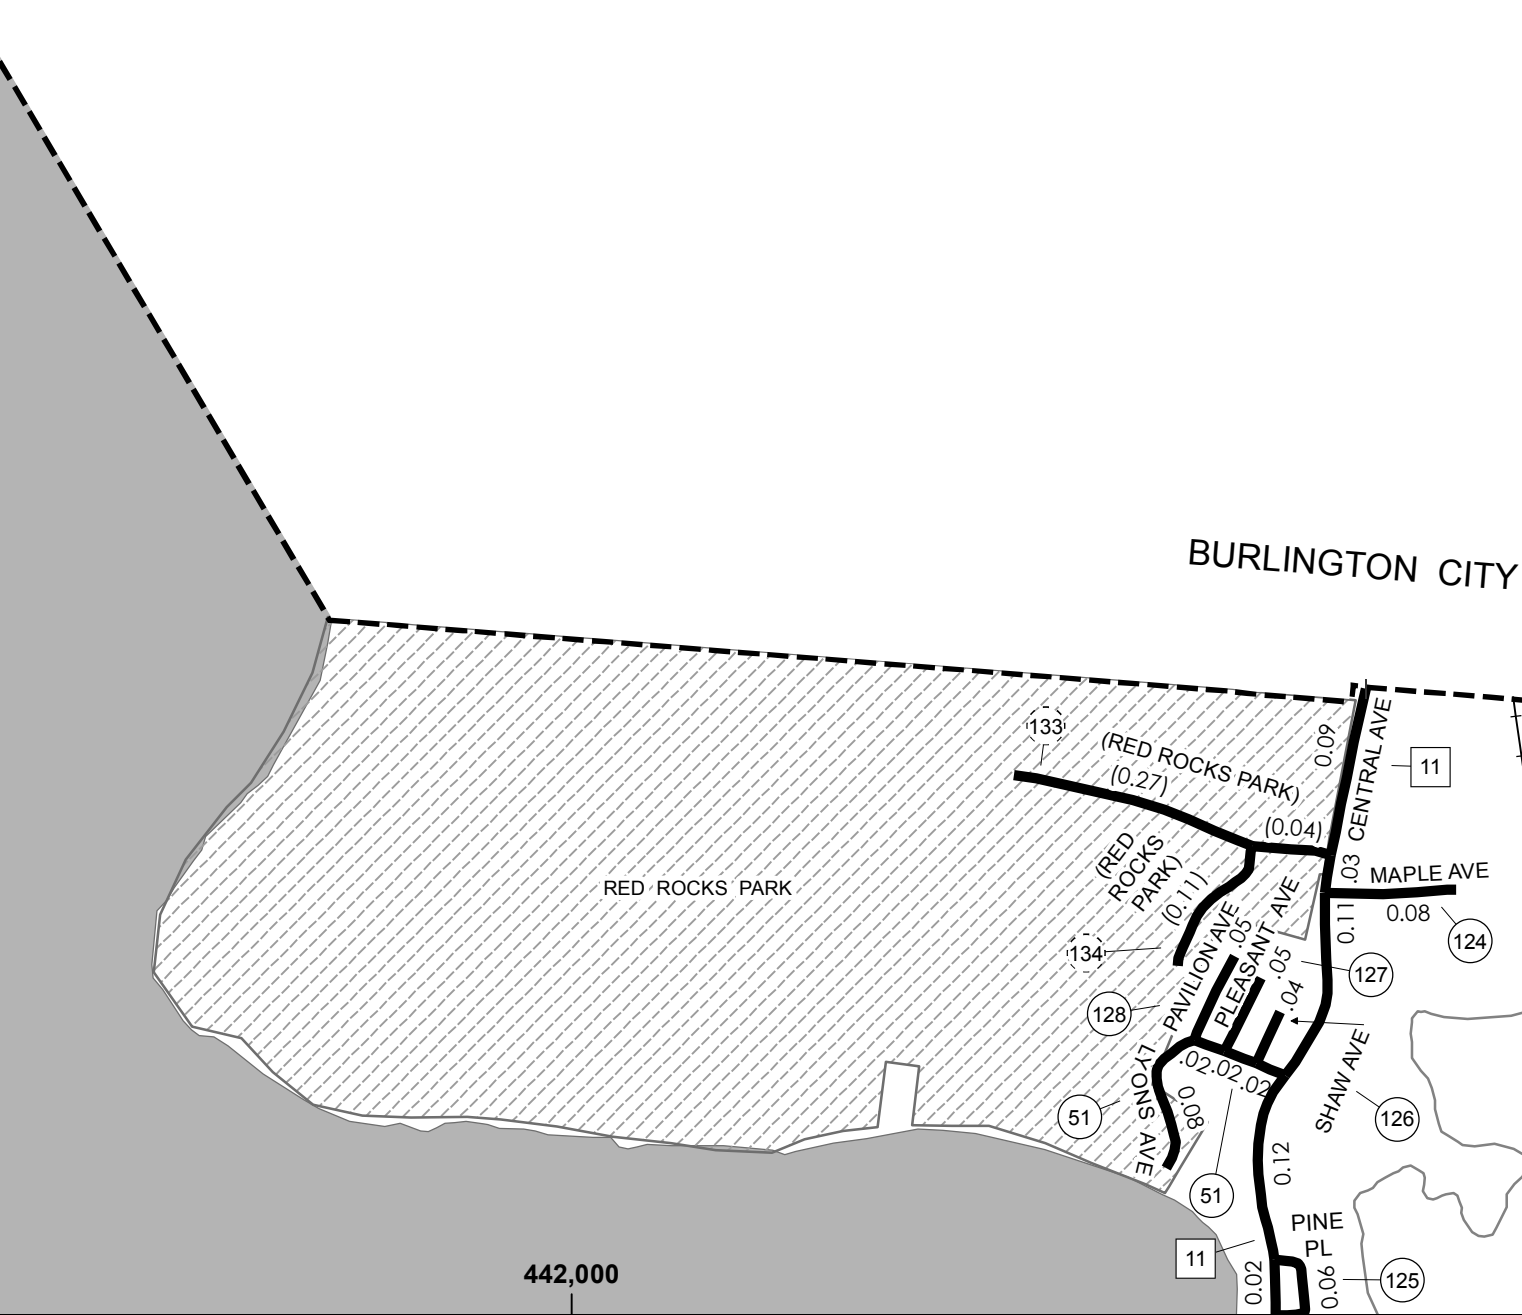 BURLINGTON CITY
133
(RED ROCKS PARK)
(0.27)
(0.04)
0.09
CENTRAL AVE
11
.03
MAPLE AVE
0.08
124
0.11
RED ROCKS PARK
(RED
ROCKS
PARK)
(0.11)
134
PAVILION AVE
.05
128
PLEASANT AVE
.05
127
.04
SHAW AVE
126
.02
.02
.02
LYONS AVE
0.08
51
51
0.12
11
PINE
PL
0.02
0.06
125
442,000